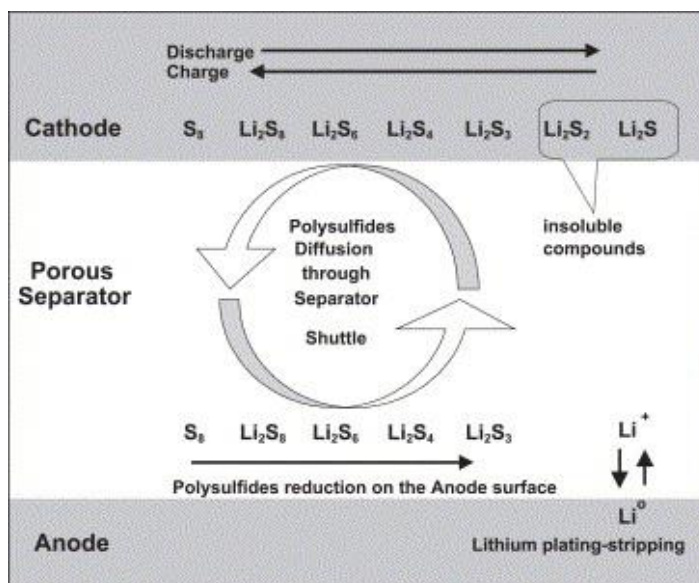 Discharge
Charge
Cathode
S₈ Li₂S₈ Li₂S₆ Li₂S₄ Li₂S₃ Li₂S₂ Li₂S
insoluble
compounds
Polysulfides
Diffusion
through
Separator
Shuttle
Porous
Separator
S₈ Li₂S₈ Li₂S₆ Li₂S₄ Li₂S₃
Li⁺
Polysulfides reduction on the Anode surface
Li⁰
Anode
Lithium plating-stripping